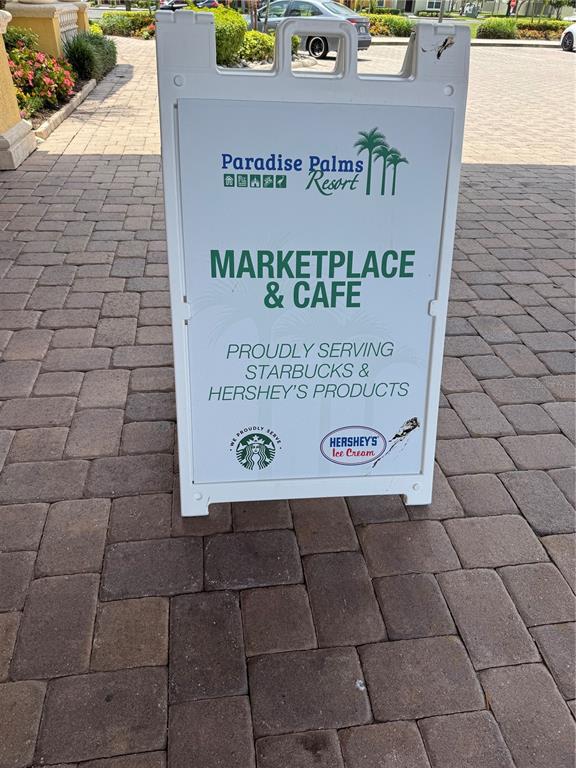 Paradise Palms
Resort
MARKETPLACE
& CAFE
PROUDLY SERVING
STARBUCKS &
HERSHEY'S PRODUCTS
WE PROUDLY SERVE
HERSHEY'S
Ice Cream